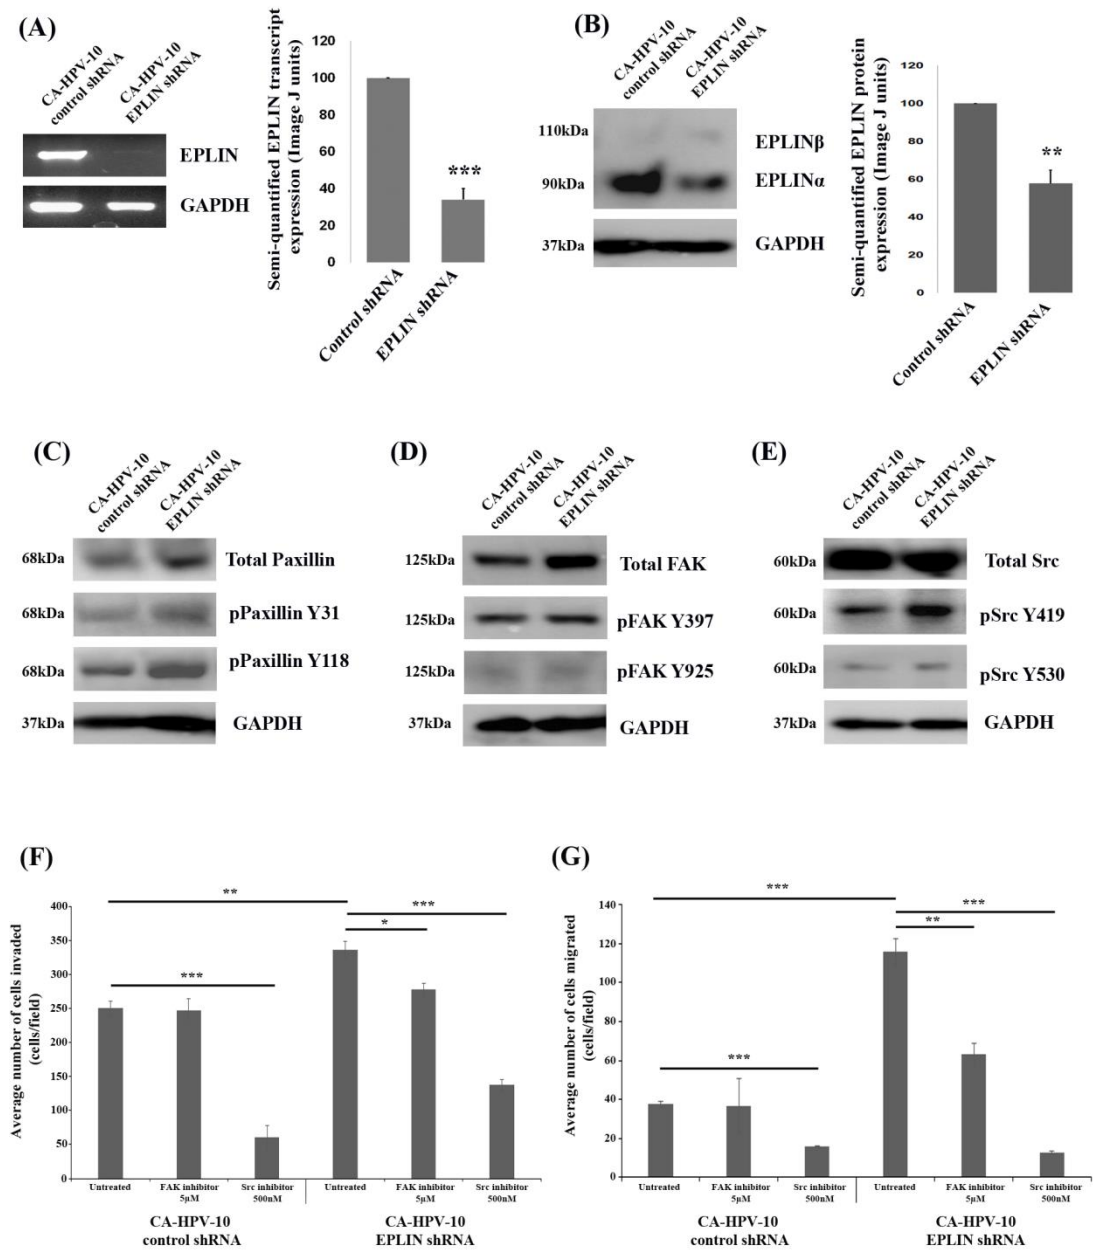 (A)
CA-HPV-10
control shRNA
CA-HPV-10
EPLIN shRNA
EPLIN
GAPDH
Semi-quantified EPLIN transcript
expression (Image J units)
120
100
80
60
40
20
0
***
Control shRNA
EPLIN shRNA
(B)
CA-HPV-10
control shRNA
CA-HPV-10
EPLIN shRNA
110kDa
90kDa
37kDa
EPLINβ
EPLINα
GAPDH
Semi-quantified EPLIN protein
expression (Image J units)
120
100
80
60
40
20
0
**
Control shRNA
EPLIN shRNA
(C)
CA-HPV-10
control shRNA
CA-HPV-10
EPLIN shRNA
68kDa
Total Paxillin
68kDa
pPaxillin Y31
68kDa
pPaxillin Y118
37kDa
GAPDH
(D)
CA-HPV-10
control shRNA
CA-HPV-10
EPLIN shRNA
125kDa
Total FAK
125kDa
pFAK Y397
125kDa
pFAK Y925
37kDa
GAPDH
(E)
CA-HPV-10
control shRNA
CA-HPV-10
EPLIN shRNA
60kDa
Total Src
60kDa
pSrc Y419
60kDa
pSrc Y530
37kDa
GAPDH
(F)
Average number of cells invaded
(cells/field)
400
350
300
250
200
150
100
50
0
**
***
***
*
Untreated
FAK inhibitor
5µM
Src inhibitor
500nM
Untreated
FAK inhibitor
5µM
Src inhibitor
500nM
CA-HPV-10
control shRNA
CA-HPV-10
EPLIN shRNA
(G)
Average number of cells migrated
(cells/field)
140
120
100
80
60
40
20
0
***
***
***
**
Untreated
FAK inhibitor
5µM
Src inhibitor
500nM
Untreated
FAK inhibitor
5µM
Src inhibitor
500nM
CA-HPV-10
control shRNA
CA-HPV-10
EPLIN shRNA